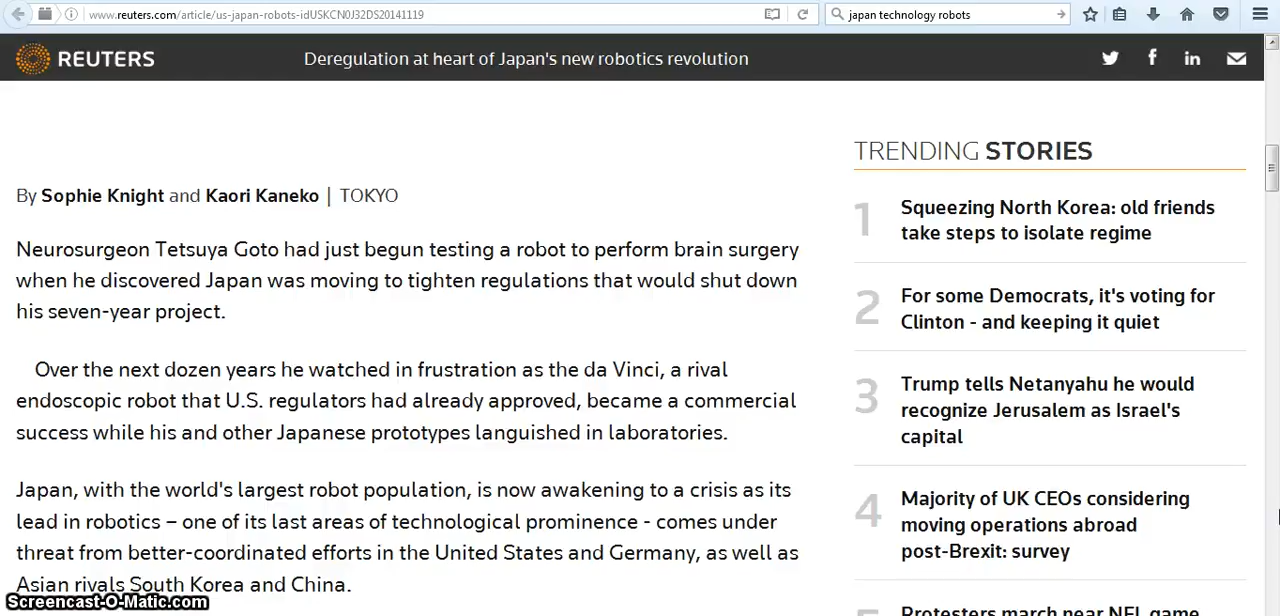 www.reuters.com/article/us-japan-robots-idUSKCN0J32DS20141119
japan technology robots
REUTERS
Deregulation at heart of Japan's new robotics revolution
By Sophie Knight and Kaori Kaneko | TOKYO
Neurosurgeon Tetsuya Goto had just begun testing a robot to perform brain surgery
when he discovered Japan was moving to tighten regulations that would shut down
his seven-year project.
Over the next dozen years he watched in frustration as the da Vinci, a rival
endoscopic robot that U.S. regulators had already approved, became a commercial
success while his and other Japanese prototypes languished in laboratories.
Japan, with the world's largest robot population, is now awakening to a crisis as its
lead in robotics – one of its last areas of technological prominence - comes under
threat from better-coordinated efforts in the United States and Germany, as well as
Asian rivals South Korea and China.
TRENDING STORIES
1
Squeezing North Korea: old friends
take steps to isolate regime
2
For some Democrats, it's voting for
Clinton - and keeping it quiet
3
Trump tells Netanyahu he would
recognize Jerusalem as Israel's
capital
4
Majority of UK CEOs considering
moving operations abroad
post-Brexit: survey
Protesters march near NFL game
Screencast-O-Matic.com